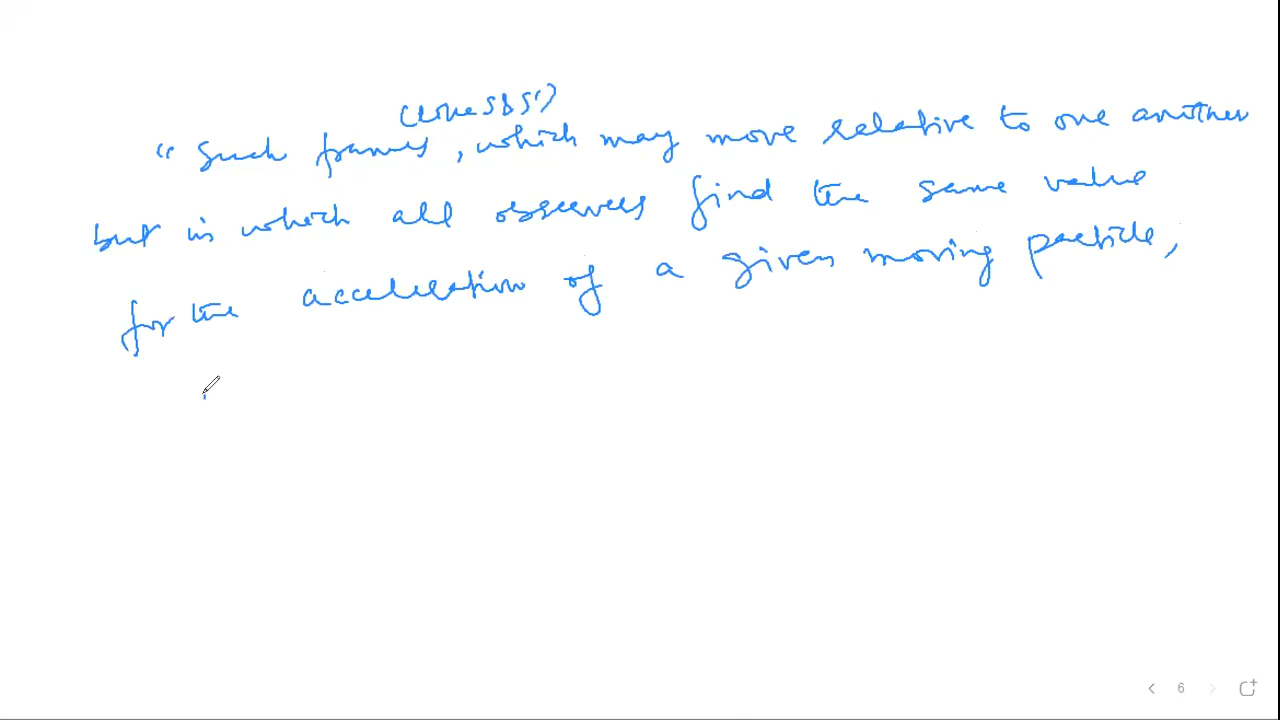 (like S & S')
“ Such frames, which may move relative to one another
but in which all observers find the same value
for the acceleration of a given moving particle,
6